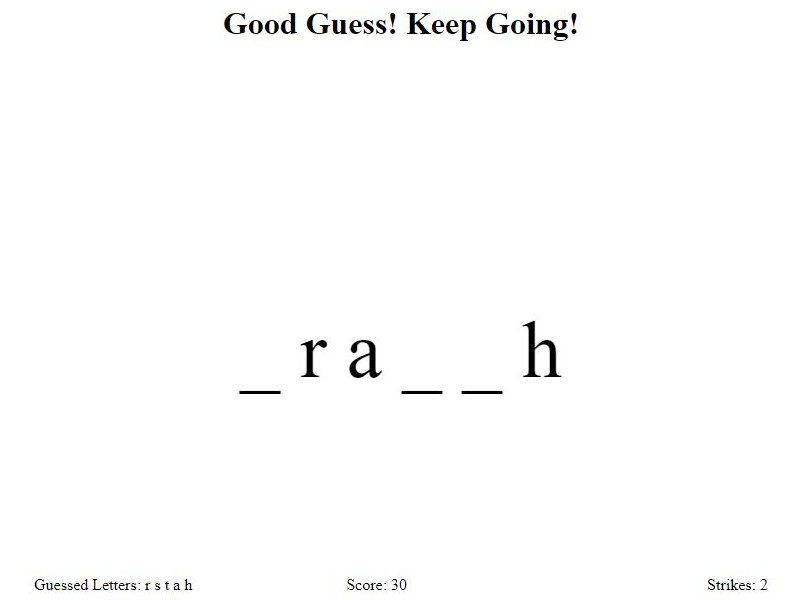 Good Guess! Keep Going!
_ r a _ _ h
Guessed Letters: r s t a h
Score: 30
Strikes: 2